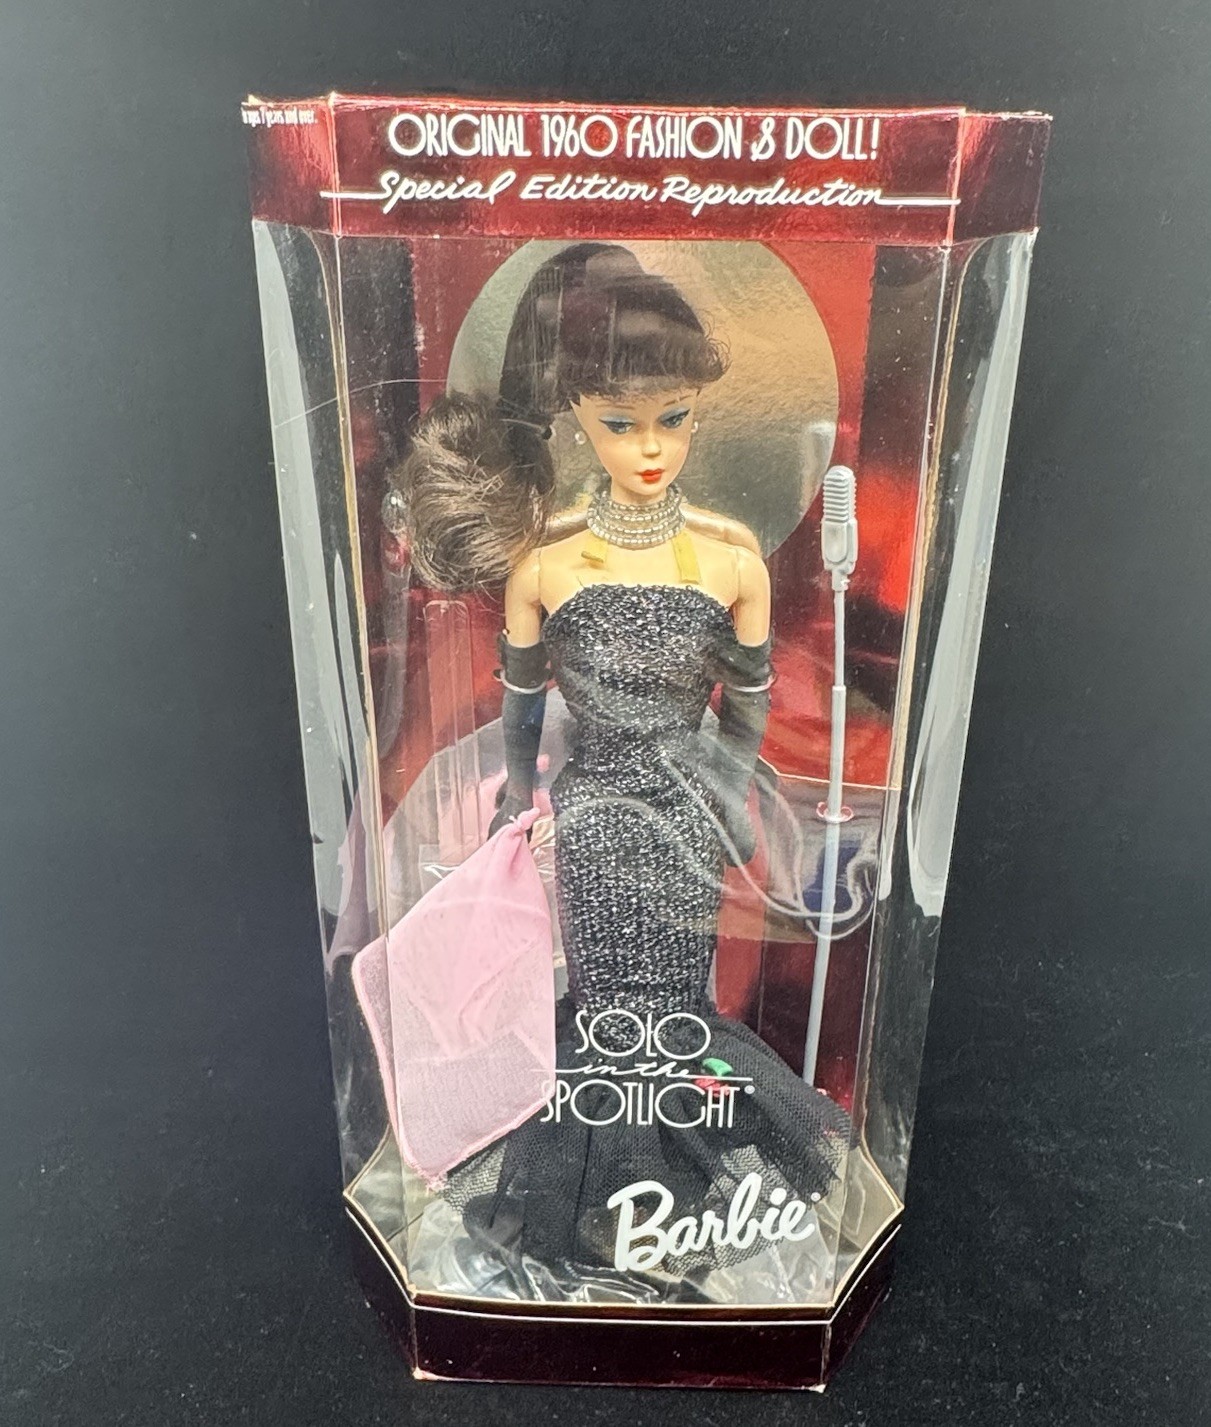 ORIGINAL 1960 FASHION & DOLL!
Special Edition Reproduction
SOLO
in the
SPOTLIGHT®
Barbie®